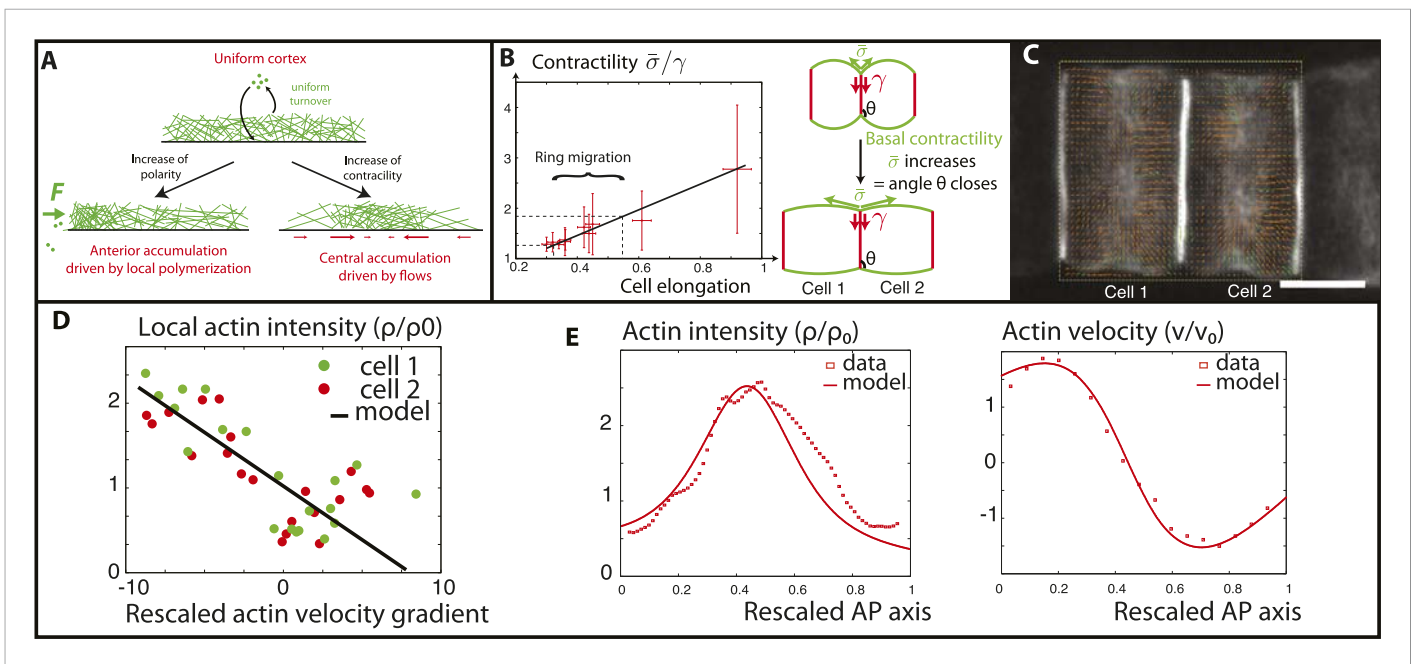 A
Uniform cortex
uniform
turnover
Increase of
polarity
Increase of
contracility
F
Anterior accumulation
driven by local polymerization
Central accumulation
driven by flows
B
Contractility σ̄/γ
4
3
2
1
Ring migration
0.2
0.4
0.6
0.8
1
Cell elongation
σ̄
γ
θ
Basal contractility
σ̄ increases
= angle θ closes
σ̄
γ
θ
Cell 1
Cell 2
C
Cell 1
Cell 2
D
Local actin intensity (ρ/ρ0)
cell 1
cell 2
model
2
1
0
-10
0
10
Rescaled actin velocity gradient
E
Actin intensity (ρ/ρ₀)
data
model
2
1
0
0
0.2
0.4
0.6
0.8
1
Rescaled AP axis
Actin velocity (v/v₀)
data
model
1
0
-1
0
0.2
0.4
0.6
0.8
1
Rescaled AP axis